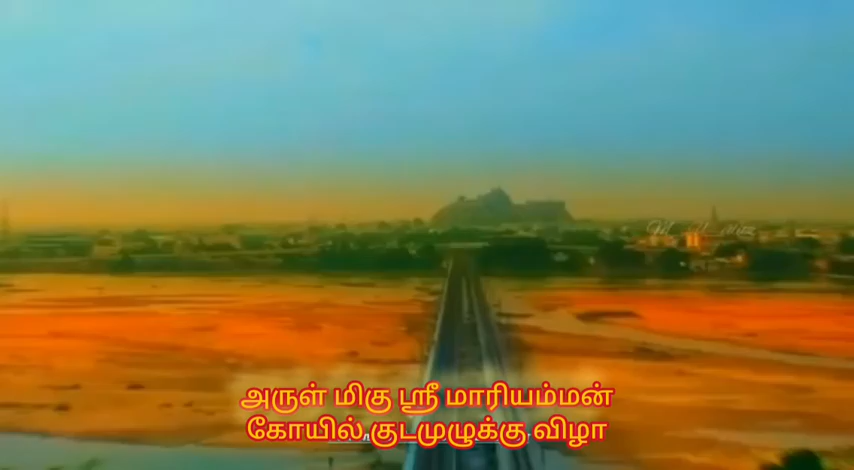 அருள் மிகு ஸ்ரீ மாரியம்மன்
கோயில் குடமுழுக்கு விழா